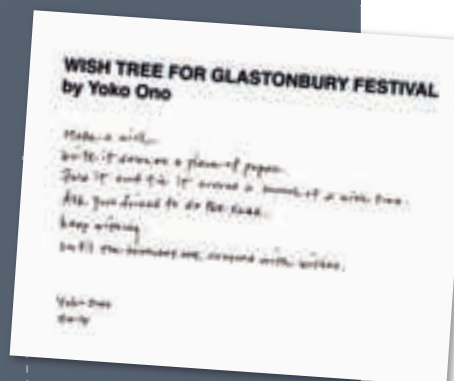 WISH TREE FOR GLASTONBURY FESTIVAL
by Yoko Ono
Make a wish
Write it down on a piece of paper
Fold it and tie it around a branch of a wish tree.
Ask your friend to do the same.
Keep wishing
Until the branches are covered with wishes.
Yoko Ono